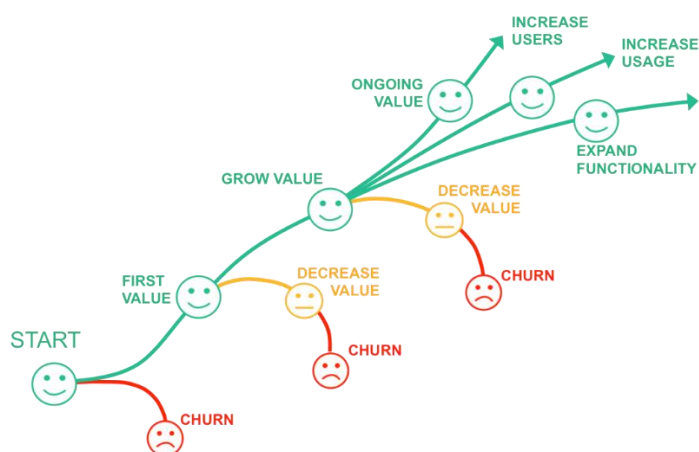 INCREASE
USERS
INCREASE
USAGE
ONGOING
VALUE
EXPAND
FUNCTIONALITY
GROW VALUE
DECREASE
VALUE
CHURN
FIRST
VALUE
DECREASE
VALUE
CHURN
START
CHURN